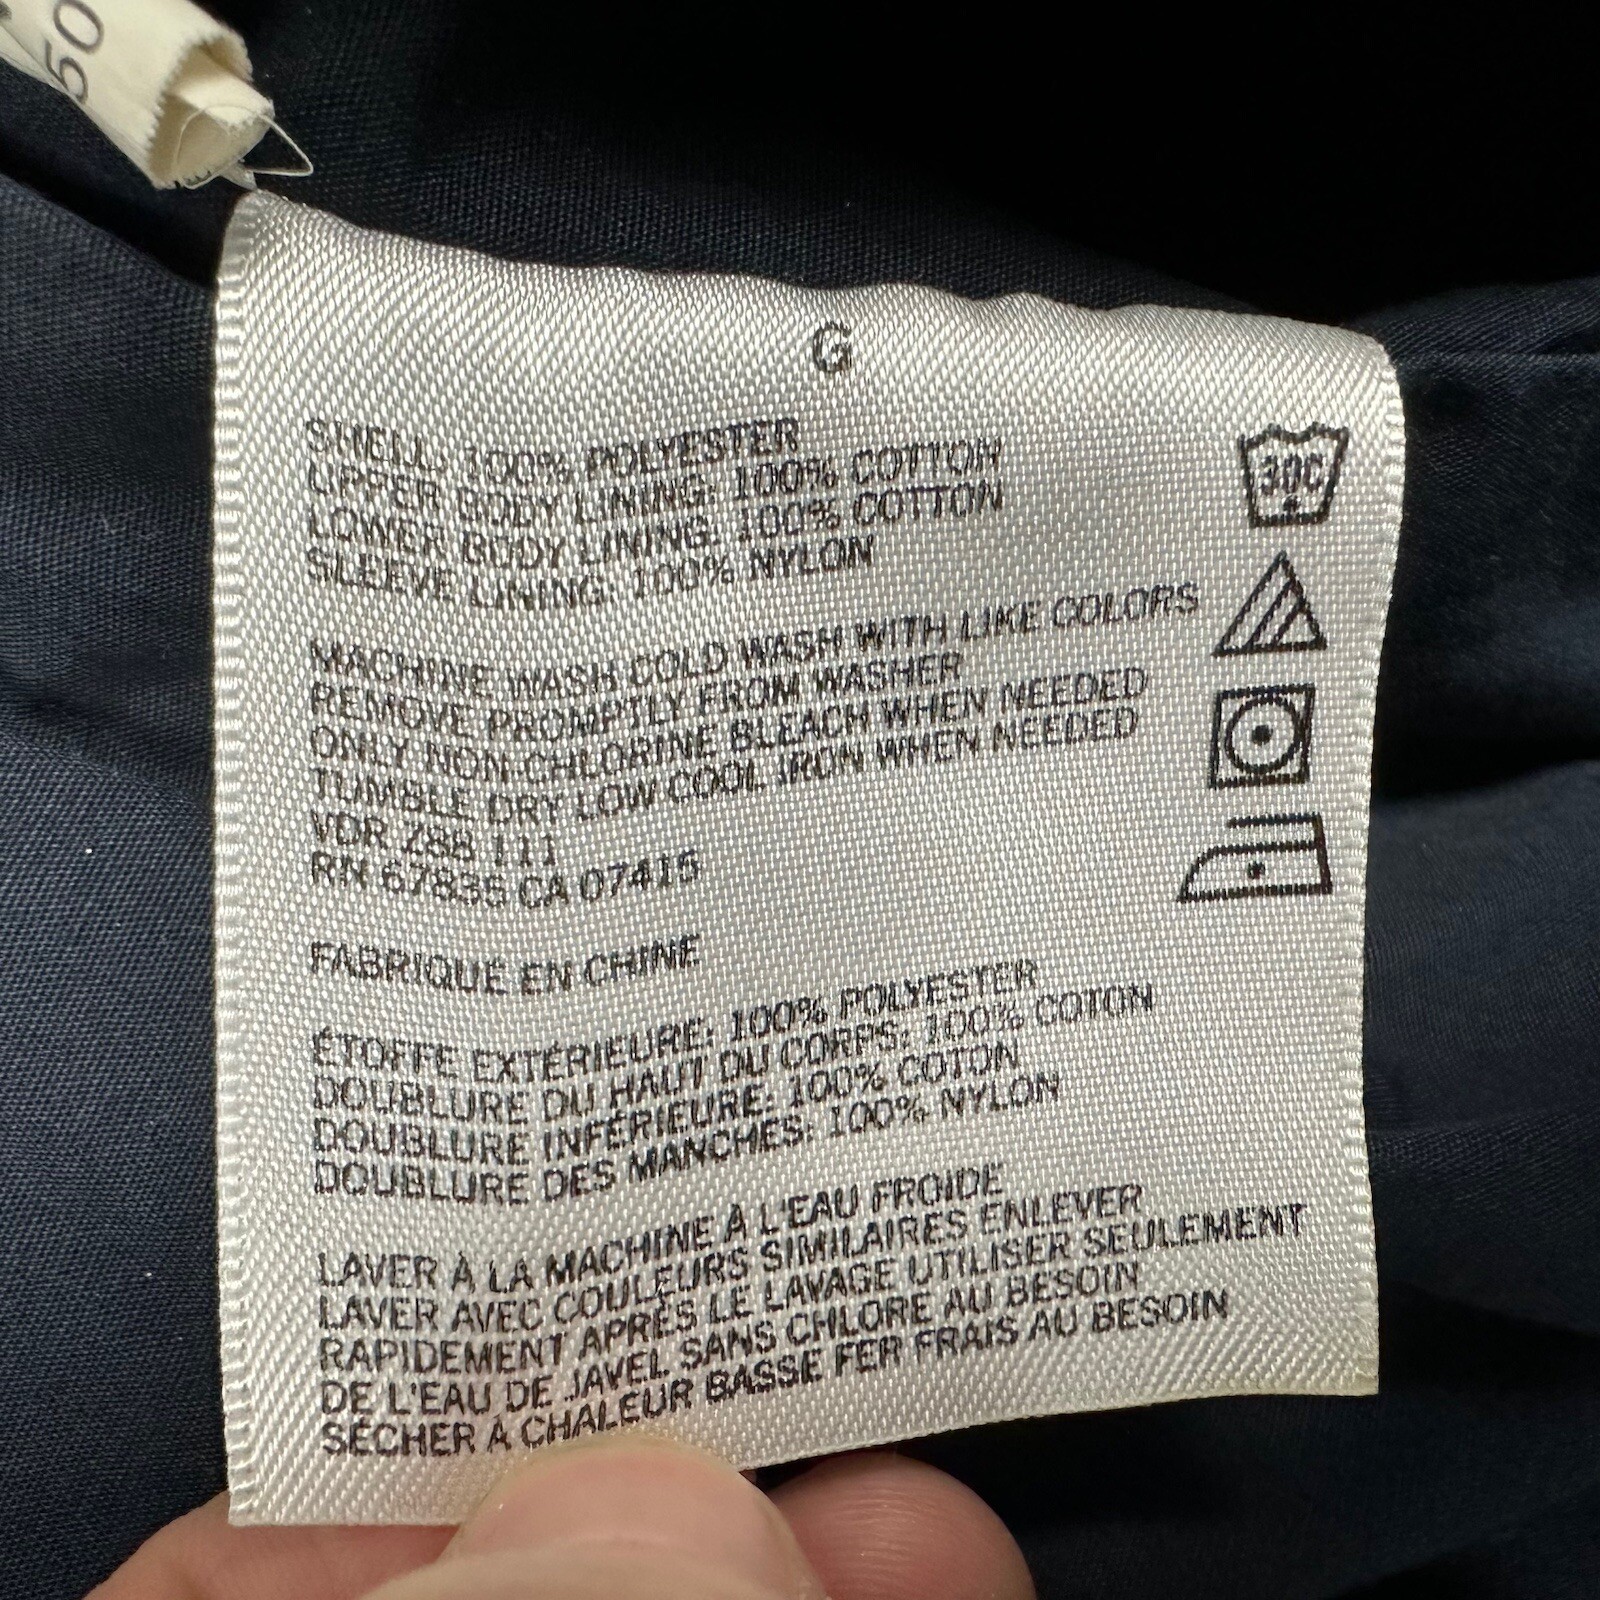 50
G
SHELL: 100% POLYESTER
UPPER BODY LINING: 100% COTTON
LOWER BODY LINING: 100% COTTON
SLEEVE LINING: 100% NYLON
30C
MACHINE WASH COLD WASH WITH LIKE COLORS
REMOVE PROMPTLY FROM WASHER
ONLY NON-CHLORINE BLEACH WHEN NEEDED
TUMBLE DRY LOW COOL IRON WHEN NEEDED
VDR Z8B 111
RN 67835 CA 07415
FABRIQUÉ EN CHINE
ÉTOFFE EXTÉRIEURE: 100% POLYESTER
DOUBLURE DU HAUT DU CORPS: 100% COTON
DOUBLURE INFÉRIEURE: 100% COTON
DOUBLURE DES MANCHES: 100% NYLON
LAVER À LA MACHINE À L'EAU FROIDE
LAVER AVEC COULEURS SIMILAIRES ENLEVER
RAPIDEMENT APRÈS LE LAVAGE UTILISER SEULEMENT
DE L'EAU DE JAVEL SANS CHLORE AU BESOIN
SÉCHER À CHALEUR BASSE FER FRAIS AU BESOIN